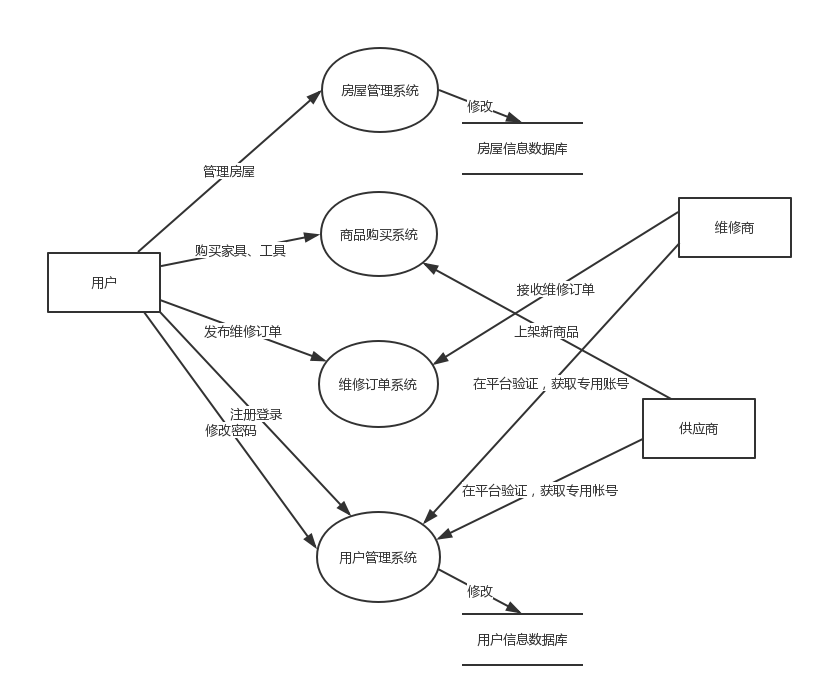 房屋管理系统
修改
房屋信息数据库
管理房屋
维修商
商品购买系统
购买家具、工具
用户
接收维修订单
发布维修订单
上架新商品
维修订单系统
在平台验证，获取专用账号
注册登录
修改密码
供应商
在平台验证，获取专用帐号
用户管理系统
修改
用户信息数据库